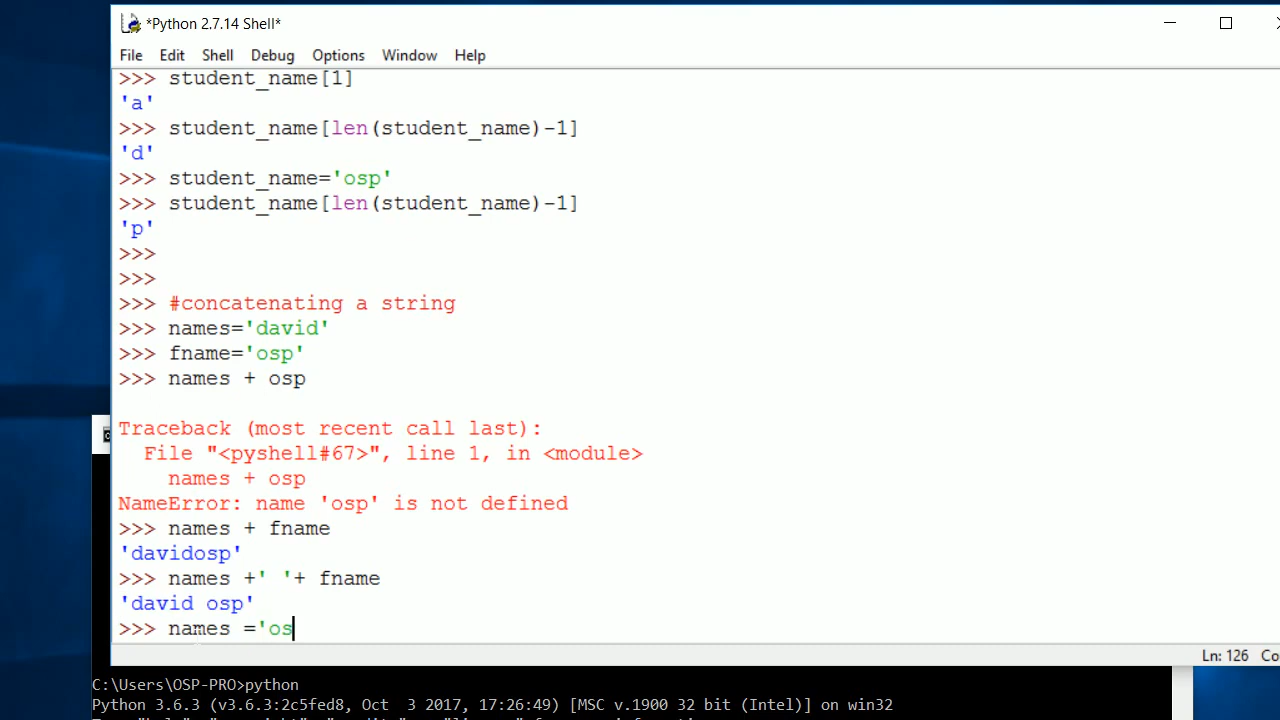 *Python 2.7.14 Shell*
File Edit Shell Debug Options Window Help
>>> student_name[1]
'a'
>>> student_name[len(student_name)-1]
'd'
>>> student_name='osp'
>>> student_name[len(student_name)-1]
'p'
>>>
>>>
>>> #concatenating a string
>>> names='david'
>>> fname='osp'
>>> names + osp
Traceback (most recent call last):
  File "<pyshell#67>", line 1, in <module>
    names + osp
NameError: name 'osp' is not defined
>>> names + fname
'davidosp'
>>> names +' '+ fname
'david osp'
>>> names ='os
Ln: 126 Co
C:\Users\OSP-PRO>python
Python 3.6.3 (v3.6.3:2c5fed8, Oct  3 2017, 17:26:49) [MSC v.1900 32 bit (Intel)] on win32